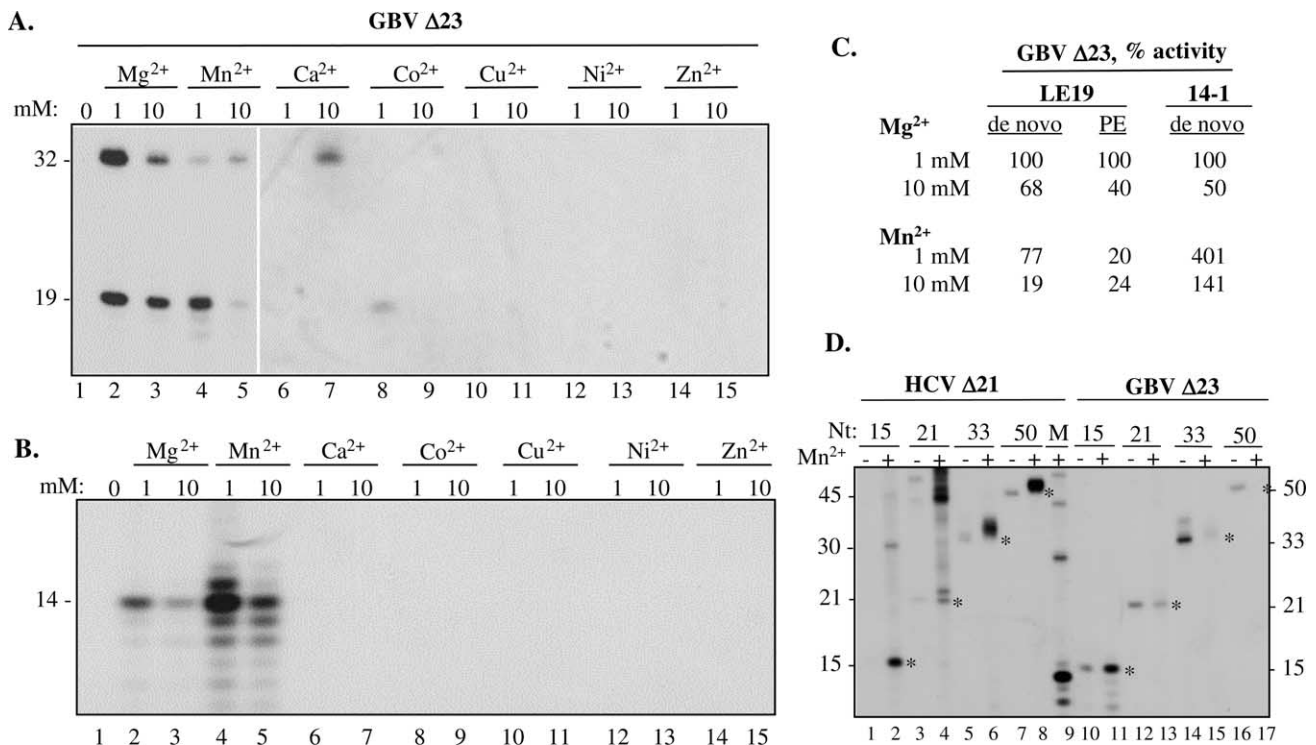 A.
GBV Δ23
Mg2+ Mn2+ Ca2+ Co2+ Cu2+ Ni2+ Zn2+
mM: 0 1 10 1 10 1 10 1 10 1 10 1 10 1 10
32 -
19 -
1 2 3 4 5 6 7 8 9 10 11 12 13 14 15
B.
Mg2+ Mn2+ Ca2+ Co2+ Cu2+ Ni2+ Zn2+
mM: 0 1 10 1 10 1 10 1 10 1 10 1 10 1 10
14 -
1 2 3 4 5 6 7 8 9 10 11 12 13 14 15
C.
GBV Δ23, % activity
LE19 14-1
Mg2+ de novo PE de novo
1 mM 100 100 100
10 mM 68 40 50
Mn2+
1 mM 77 20 401
10 mM 19 24 141
D.
HCV Δ21 GBV Δ23
Nt: 15 21 33 50 M 15 21 33 50
Mn2+ - + - + - + - + + - + - + - + - +
45 - * * - 50
30 - * * - 33
21 - * * - 21
15 - * * - 15
1 2 3 4 5 6 7 8 9 10 11 12 13 14 15 16 17